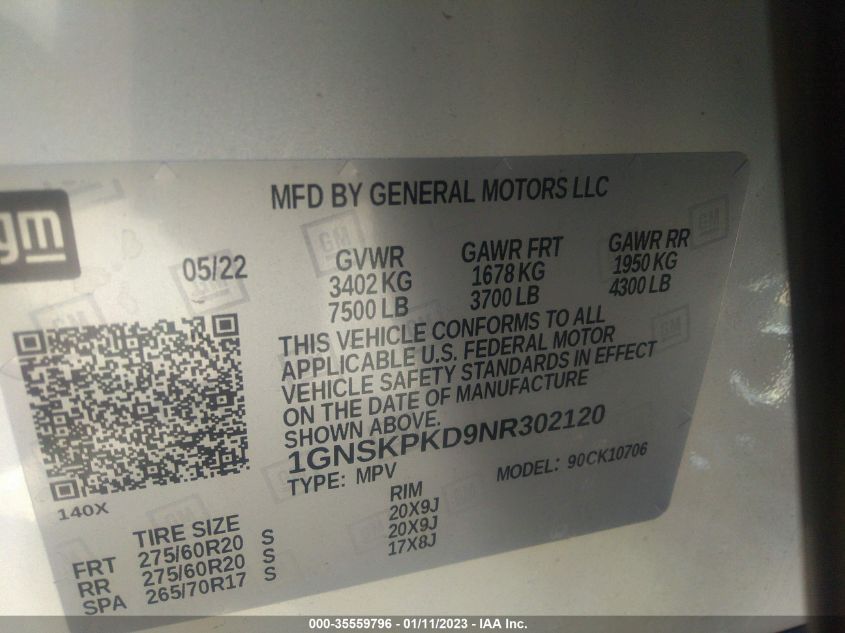 MFD BY GENERAL MOTORS LLC
gm
05/22
GVWR
3402 KG
7500 LB
GAWR FRT
1678 KG
3700 LB
GAWR RR
1950 KG
4300 LB
THIS VEHICLE CONFORMS TO ALL
APPLICABLE U.S. FEDERAL MOTOR
VEHICLE SAFETY STANDARDS IN EFFECT
ON THE DATE OF MANUFACTURE
SHOWN ABOVE.
1GNSKPKD9NR302120
TYPE: MPV
MODEL: 90CK10706
140X
TIRE SIZE
RIM
FRT 275/60R20 S 20X9J
RR 275/60R20 S 20X9J
SPA 265/70R17 S 17X8J
000-35559796 - 01/11/2023 - IAA Inc.